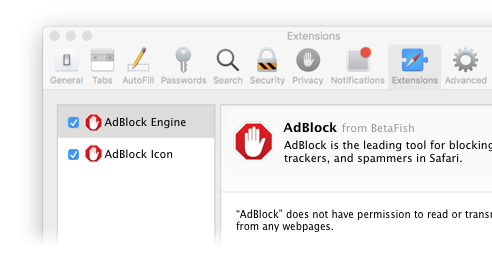 Extensions
General Tabs AutoFill Passwords Search Security Privacy Notifications Extensions Advanced
AdBlock Engine
AdBlock Icon
AdBlock from BetaFish
AdBlock is the leading tool for blocking
trackers, and spammers in Safari.
“AdBlock” does not have permission to read or trans
from any webpages.